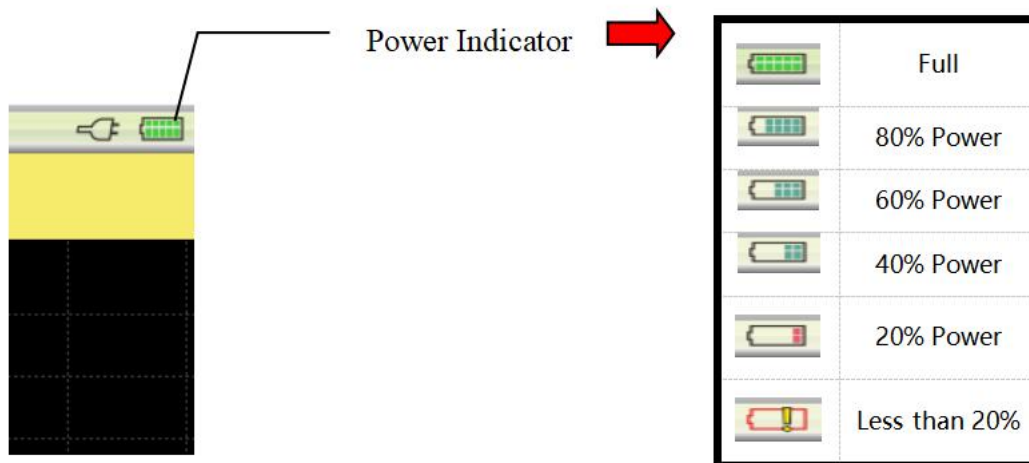 Power Indicator
Full
80% Power
60% Power
40% Power
20% Power
Less than 20%